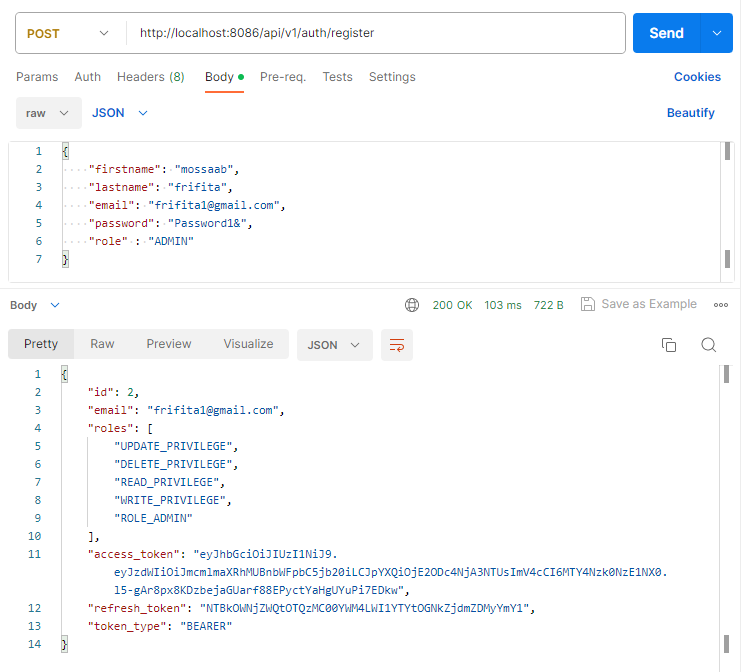 POST http://localhost:8086/api/v1/auth/register Send
Params Auth Headers (8) Body Pre-req. Tests Settings Cookies
raw JSON Beautify
1 {
2 "firstname": "mossaab",
3 "lastname": "frifita",
4 "email": "frifita1@gmail.com",
5 "password": "Password1&",
6 "role" : "ADMIN"
7 }
Body 200 OK 103 ms 722 B Save as Example
Pretty Raw Preview Visualize JSON
1 {
2 "id": 2,
3 "email": "frifita1@gmail.com",
4 "roles": [
5 "UPDATE_PRIVILEGE",
6 "DELETE_PRIVILEGE",
7 "READ_PRIVILEGE",
8 "WRITE_PRIVILEGE",
9 "ROLE_ADMIN"
10 ],
11 "access_token": "eyJhbGciOiJIUzI1NiJ9.
eyJzdWIiOiJmcmlmaXRhMUBnbWFpbC5jb20iLCJpYXQiOjE2ODc4NjA3NTUsImV4cCI6MTY4Nzk0NzE1NX0.
l5-gAr8px8KDzbejaGUarf88EPyctYaHgUYuPi7EDkw",
12 "refresh_token": "NTBkOWNjZWQtOTQzMC00YWM4LWI1YTYtOGNkZjdmZDMyYmY1",
13 "token_type": "BEARER"
14 }